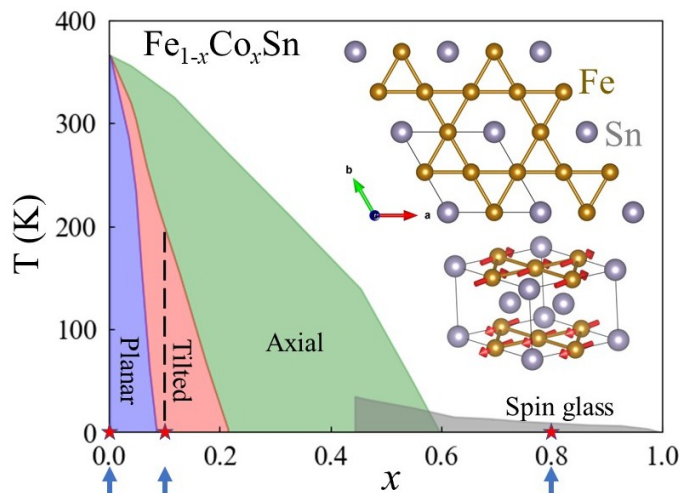 400
Fe1-xCoxSn
Fe
300
Sn
b
a
T (K)
200
100
Planar
Tilted
Axial
Spin glass
0
0.0
0.2
0.4
0.6
0.8
1.0
x